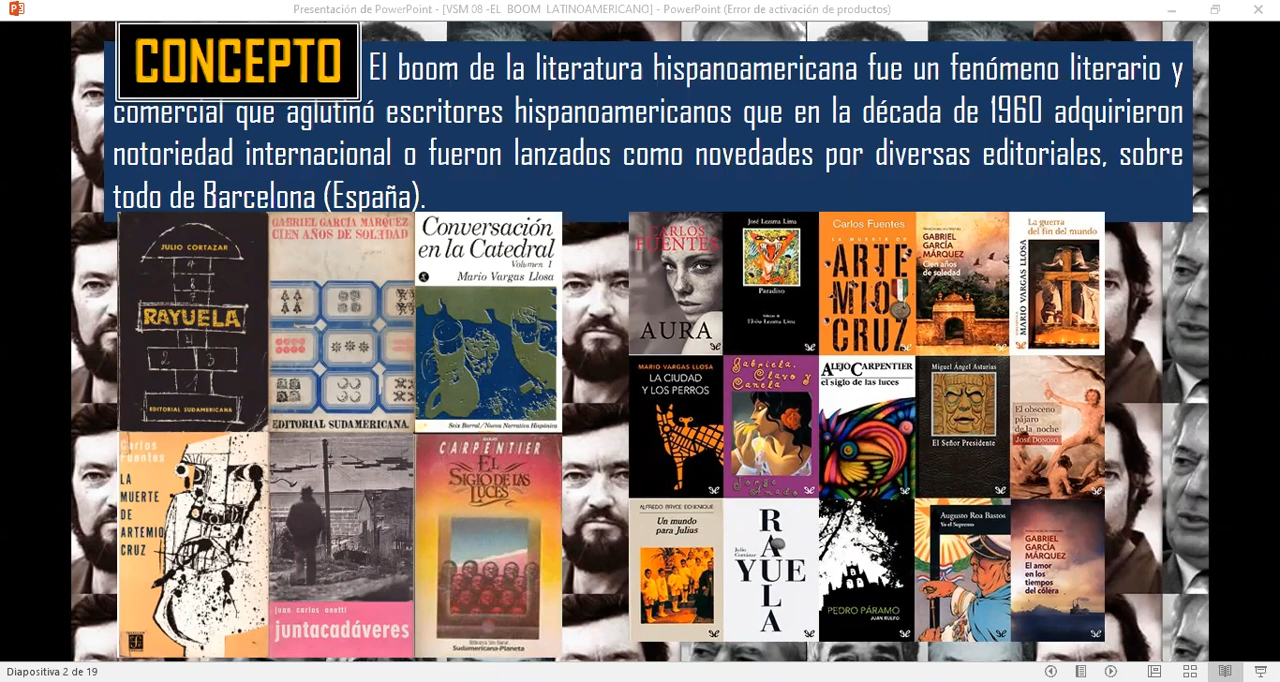 Presentación de PowerPoint - [VSM 08 -EL BOOM LATINOAMERICANO] - PowerPoint (Error de activación de productos)
CONCEPTO
El boom de la literatura hispanoamericana fue un fenómeno literario y
comercial que aglutinó escritores hispanoamericanos que en la década de 1960 adquirieron
notoriedad internacional o fueron lanzados como novedades por diversas editoriales, sobre
todo de Barcelona (España).
JULIO CORTAZAR
RAYUELA
EDITORIAL SUDAMERICANA
GABRIEL GARCÍA MÁRQUEZ
CIEN AÑOS DE SOLEDAD
EDITORIAL SUDAMERICANA
Conversación
en la Catedral
Volumen 1
Mario Vargas Llosa
Seix Barral/Nueva Narrativa Hispánica
Carlos
Fuentes
LA
MUERTE
DE
ARTEMIO
CRUZ
juan carlos onetti
juntacadáveres
CARPENTIER
EL
SIGLO DE LAS
LUCES
Sudamericana-Planeta
CARLOS
FUENTES
AURA
José Lezama Lima
Paradiso
Carlos Fuentes
LA MUERTE DE
ARTE
MIO
CRUZ
GABRIEL
GARCÍA
MÁRQUEZ
Cien años
de soledad
La guerra
del fin del mundo
MARIO VARGAS LLOSA
MARIO VARGAS LLOSA
LA CIUDAD
Y LOS PERROS
Gabriela,
Clavo y
Canela
Jorge
Amado
ALEJO CARPENTIER
el siglo de las luces
Miguel Ángel Asturias
El Señor Presidente
El obsceno
pájaro
de la noche
JOSÉ DONOSO
ALFREDO BRYCE ECHENIQUE
Un mundo
para Julius
Julio
Cortázar
RAYUELA
PEDRO PÁRAMO
JUAN RULFO
Augusto Roa Bastos
Yo el Supremo
GABRIEL
GARCÍA
MÁRQUEZ
El amor
en los
tiempos
del cólera
Diapositiva 2 de 19